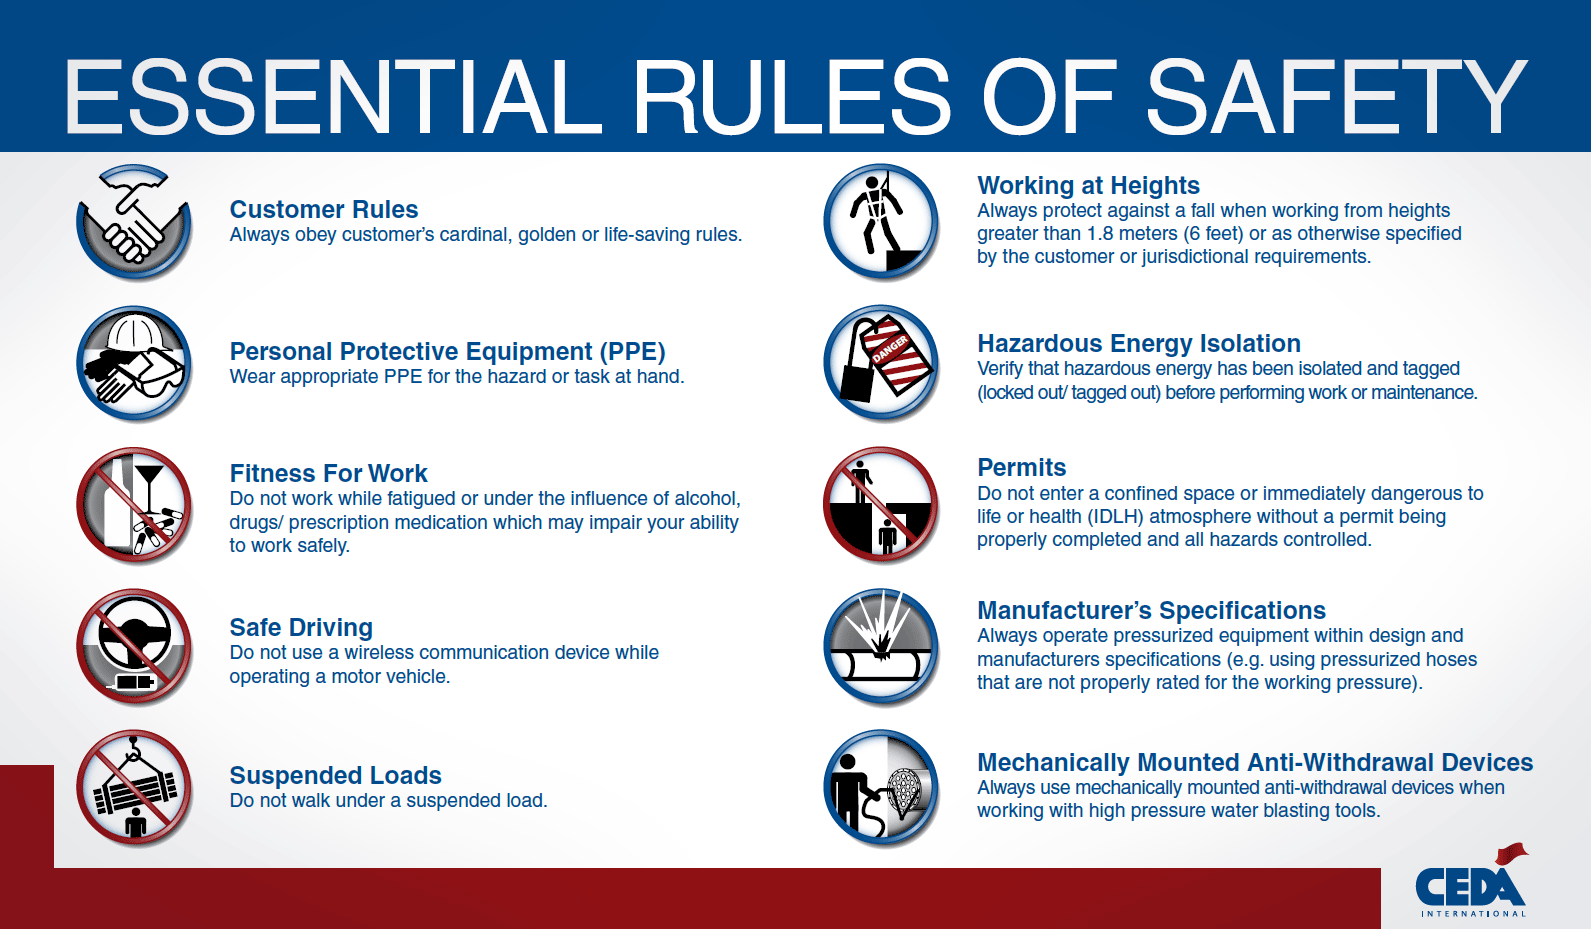 ESSENTIAL RULES OF SAFETY
Customer Rules
Always obey customer's cardinal, golden or life-saving rules.
Personal Protective Equipment (PPE)
Wear appropriate PPE for the hazard or task at hand.
Fitness For Work
Do not work while fatigued or under the influence of alcohol,
drugs/ prescription medication which may impair your ability
to work safely.
Safe Driving
Do not use a wireless communication device while
operating a motor vehicle.
Suspended Loads
Do not walk under a suspended load.
Working at Heights
Always protect against a fall when working from heights
greater than 1.8 meters (6 feet) or as otherwise specified
by the customer or jurisdictional requirements.
DANGER
Hazardous Energy Isolation
Verify that hazardous energy has been isolated and tagged
(locked out/ tagged out) before performing work or maintenance.
Permits
Do not enter a confined space or immediately dangerous to
life or health (IDLH) atmosphere without a permit being
properly completed and all hazards controlled.
Manufacturer's Specifications
Always operate pressurized equipment within design and
manufacturers specifications (e.g. using pressurized hoses
that are not properly rated for the working pressure).
Mechanically Mounted Anti-Withdrawal Devices
Always use mechanically mounted anti-withdrawal devices when
working with high pressure water blasting tools.
CEDA
INTERNATIONAL